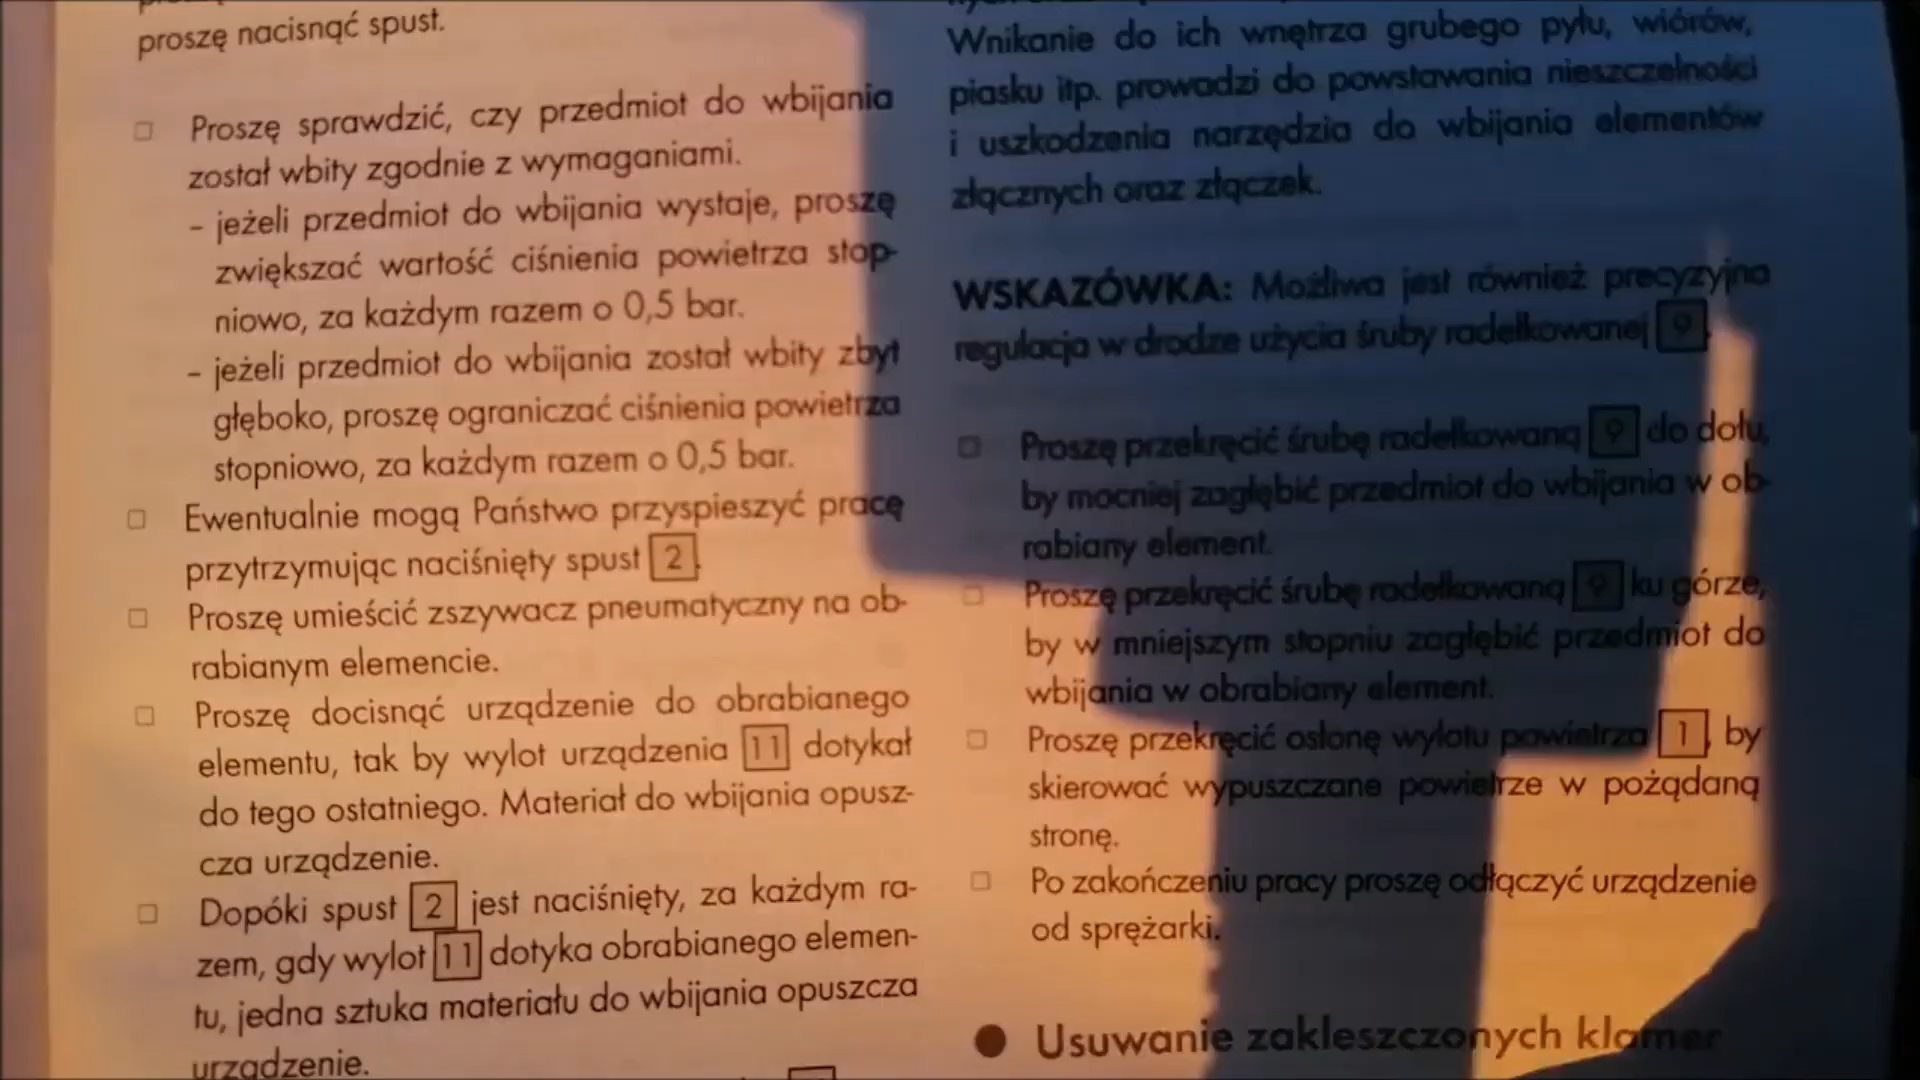 proszę nacisnąć spust.
Proszę sprawdzić, czy przedmiot do wbijania
został wbity zgodnie z wymaganiami.
– jeżeli przedmiot do wbijania wystaje, proszę
zwiększać wartość ciśnienia powietrza stop-
niowo, za każdym razem o 0,5 bar.
– jeżeli przedmiot do wbijania został wbity zbyt
głęboko, proszę ograniczać ciśnienia powietrza
stopniowo, za każdym razem o 0,5 bar.
Ewentualnie mogą Państwo przyspieszyć pracę
przytrzymując naciśnięty spust 2.
Proszę umieścić zszywacz pneumatyczny na ob-
rabianym elemencie.
Proszę docisnąć urządzenie do obrabianego
elementu, tak by wylot urządzenia 11 dotykał
do tego ostatniego. Materiał do wbijania opusz-
cza urządzenie.
Dopóki spust 2 jest naciśnięty, za każdym ra-
zem, gdy wylot 11 dotyka obrabianego elemen-
tu, jedna sztuka materiału do wbijania opuszcza
urządzenie.
Wnikanie do ich wnętrza grubego pyłu, wiórów,
piasku itp. prowadzi do powstawania nieszczelności
i uszkodzenia narzędzia do wbijania elementów
złącznych oraz złączek.
WSKAZÓWKA: Możliwa jest również precyzyjna
regulacja w drodze użycia śruby radełkowanej 9.
Proszę przekręcić śrubę radełkowaną 9 do dołu,
by mocniej zagłębić przedmiot do wbijania w ob-
rabiany element.
Proszę przekręcić śrubę radełkowaną 9 ku górze,
by w mniejszym stopniu zagłębić przedmiot do
wbijania w obrabiany element.
Proszę przekręcić osłonę wylotu powietrza 1, by
skierować wypuszczane powietrze w pożądaną
stronę.
Po zakończeniu pracy proszę odłączyć urządzenie
od sprężarki.
● Usuwanie zakleszczonych klamer